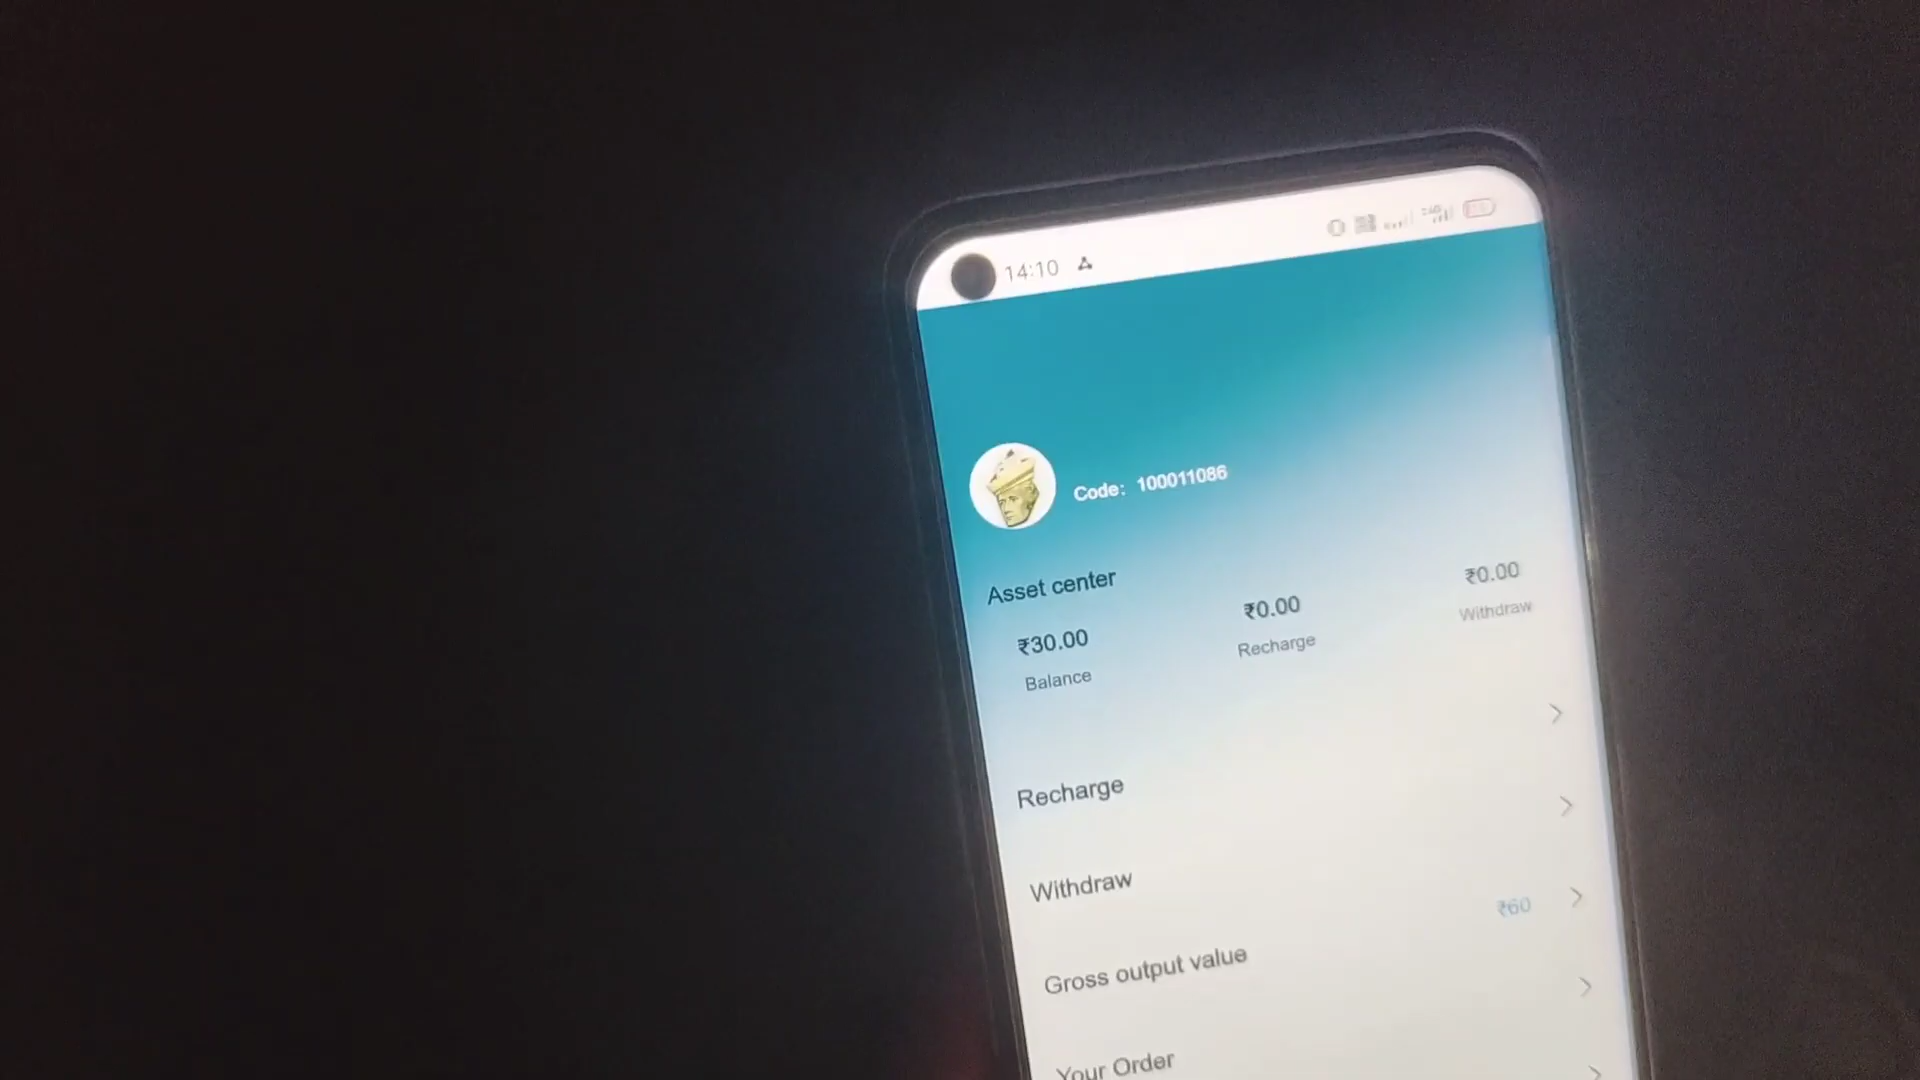 14:10
Code: 100011086
Asset center
₹30.00 ₹0.00 ₹0.00
Balance Recharge Withdraw
Recharge
Withdraw
Gross output value ₹60
Your Order